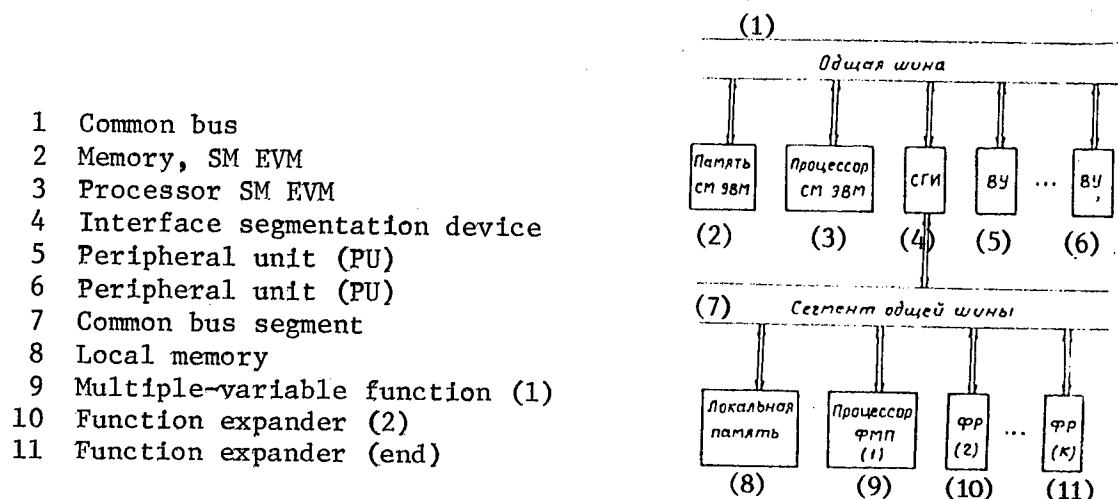 1 Common bus
2 Memory, SM EVM
3 Processor SM EVM
4 Interface segmentation device
5 Peripheral unit (PU)
6 Peripheral unit (PU)
7 Common bus segment
8 Local memory
9 Multiple-variable function (1)
10 Function expander (2)
11 Function expander (end)
(1)
Одщая шина
Память
СМ ЭВМ
Процессор
СМ ЭВМ
СГИ
ВУ
...
ВУ,
(2)
(3)
(4)
(5)
(6)
(7)
Сегмент общей шины
Локальная
память
Процессор
ФМП
(1)
ФР
(2)
...
ФР
(К)
(8)
(9)
(10)
(11)